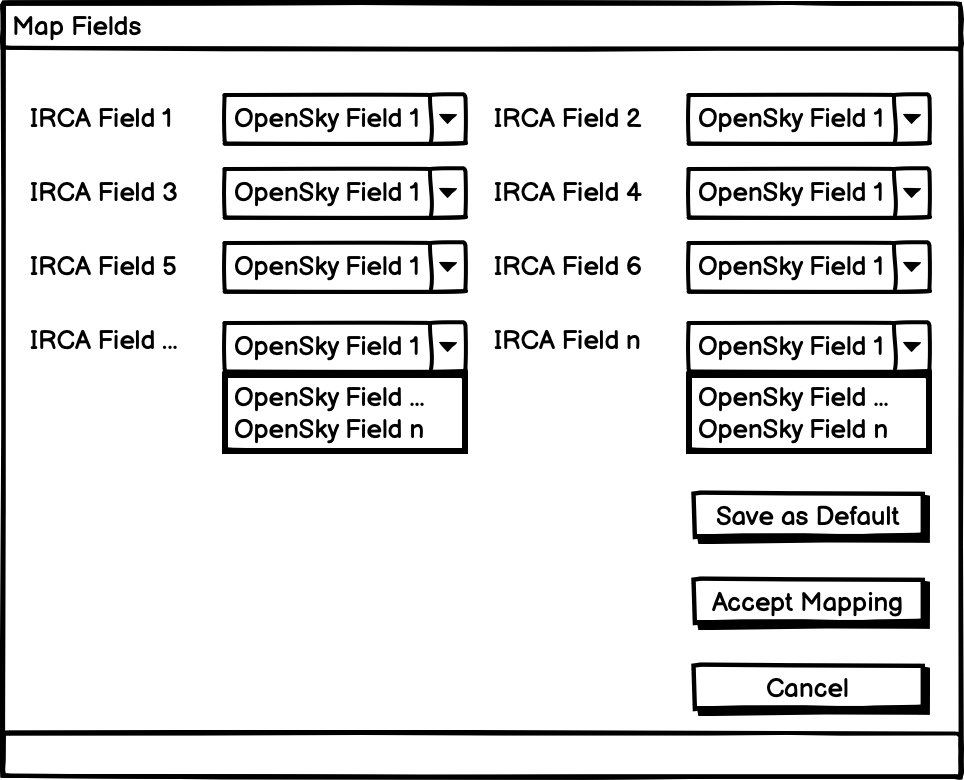 Map Fields
IRCA Field 1 OpenSky Field 1 IRCA Field 2 OpenSky Field 1
IRCA Field 3 OpenSky Field 1 IRCA Field 4 OpenSky Field 1
IRCA Field 5 OpenSky Field 1 IRCA Field 6 OpenSky Field 1
IRCA Field ... OpenSky Field 1 IRCA Field n OpenSky Field 1
OpenSky Field ... OpenSky Field ...
OpenSky Field n OpenSky Field n
Save as Default
Accept Mapping
Cancel